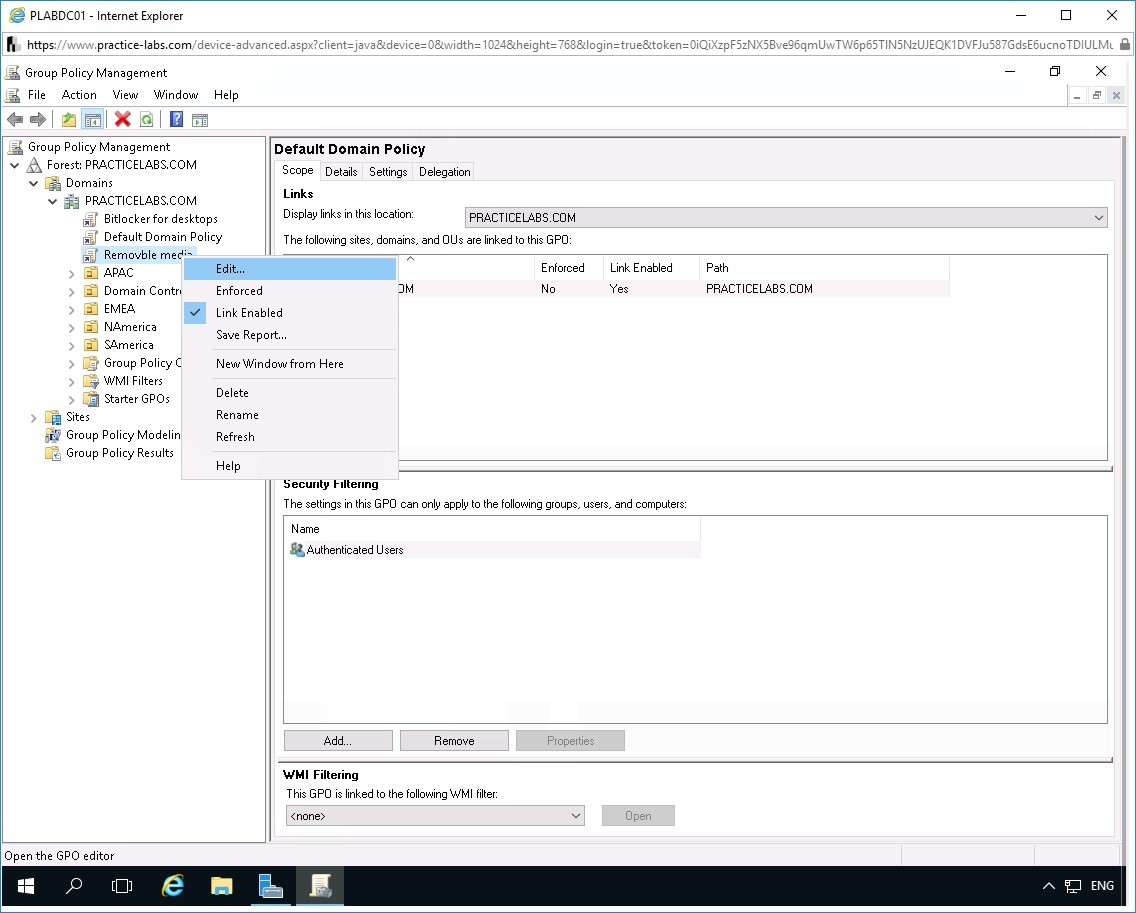 PLABDC01 - Internet Explorer
https://www.practice-labs.com/device-advanced.aspx?client=java&device=0&width=1024&height=768&login=true&token=
Group Policy Management
File Action View Window Help
Group Policy Management
Forest: PRACTICELABS.COM
Domains
PRACTICELABS.COM
Bitlocker for desktops
Default Domain Policy
Removble media
APAC
Domain Contr
EMEA
NAmerica
SAmerica
Group Policy
WMI Filters
Starter GPOs
Sites
Group Policy Modelin
Group Policy Results
Edit...
Enforced
Link Enabled
Save Report...
New Window from Here
Delete
Rename
Refresh
Help
Default Domain Policy
Scope Details Settings Delegation
Links
Display links in this location: PRACTICELABS.COM
The following sites, domains, and OUs are linked to this GPO:
Enforced Link Enabled Path
OM No Yes PRACTICELABS.COM
Security Filtering
The settings in this GPO can only apply to the following groups, users, and computers:
Name
Authenticated Users
Add... Remove Properties
WMI Filtering
This GPO is linked to the following WMI filter:
<none> Open
Open the GPO editor
ENG